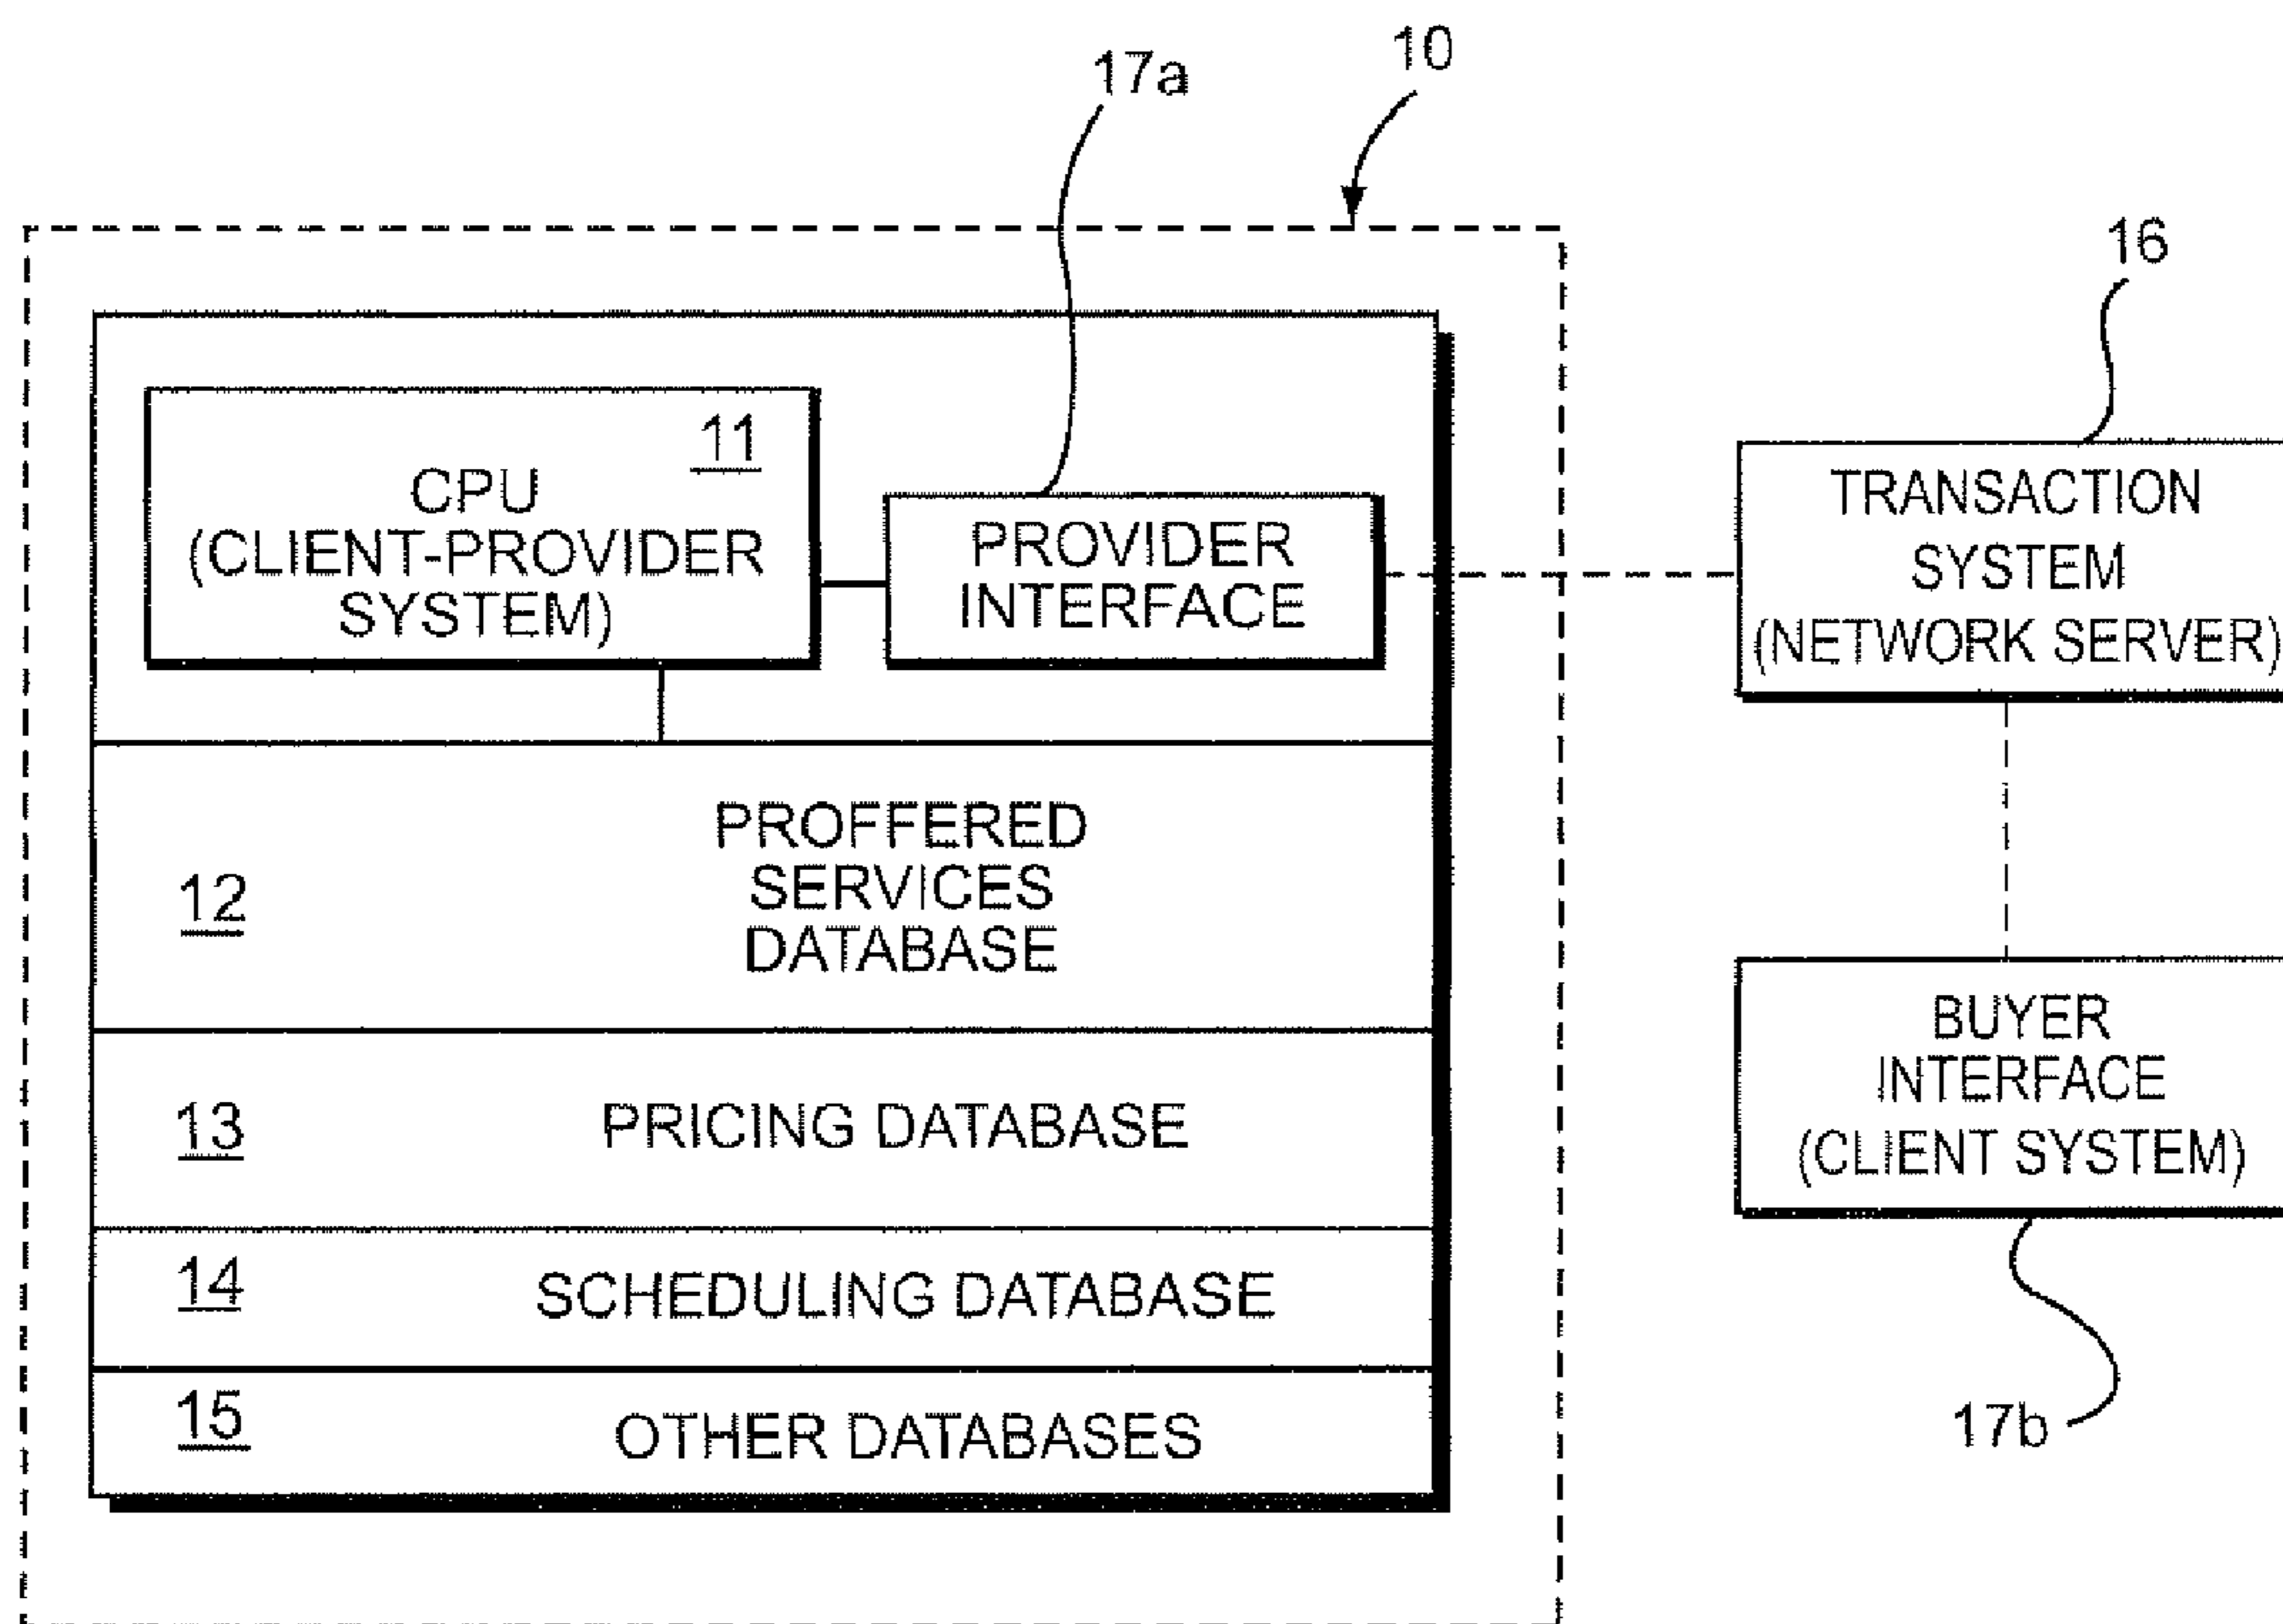 10
17a
16
11
CPU
(CLIENT-PROVIDER
SYSTEM)
PROVIDER
INTERFACE
TRANSACTION
SYSTEM
(NETWORK SERVER)
12
PROFFERED
SERVICES
DATABASE
BUYER
INTERFACE
(CLIENT SYSTEM)
13
PRICING DATABASE
14
SCHEDULING DATABASE
15
OTHER DATABASES
17b